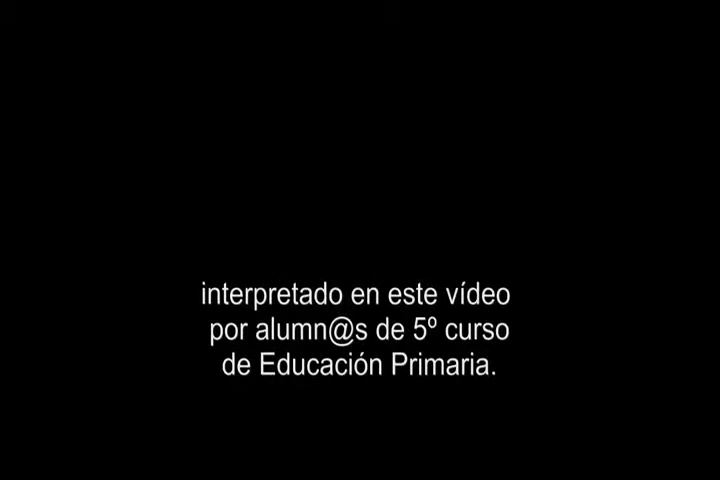 interpretado en este vídeo
por alumn@s de 5º curso
de Educación Primaria.